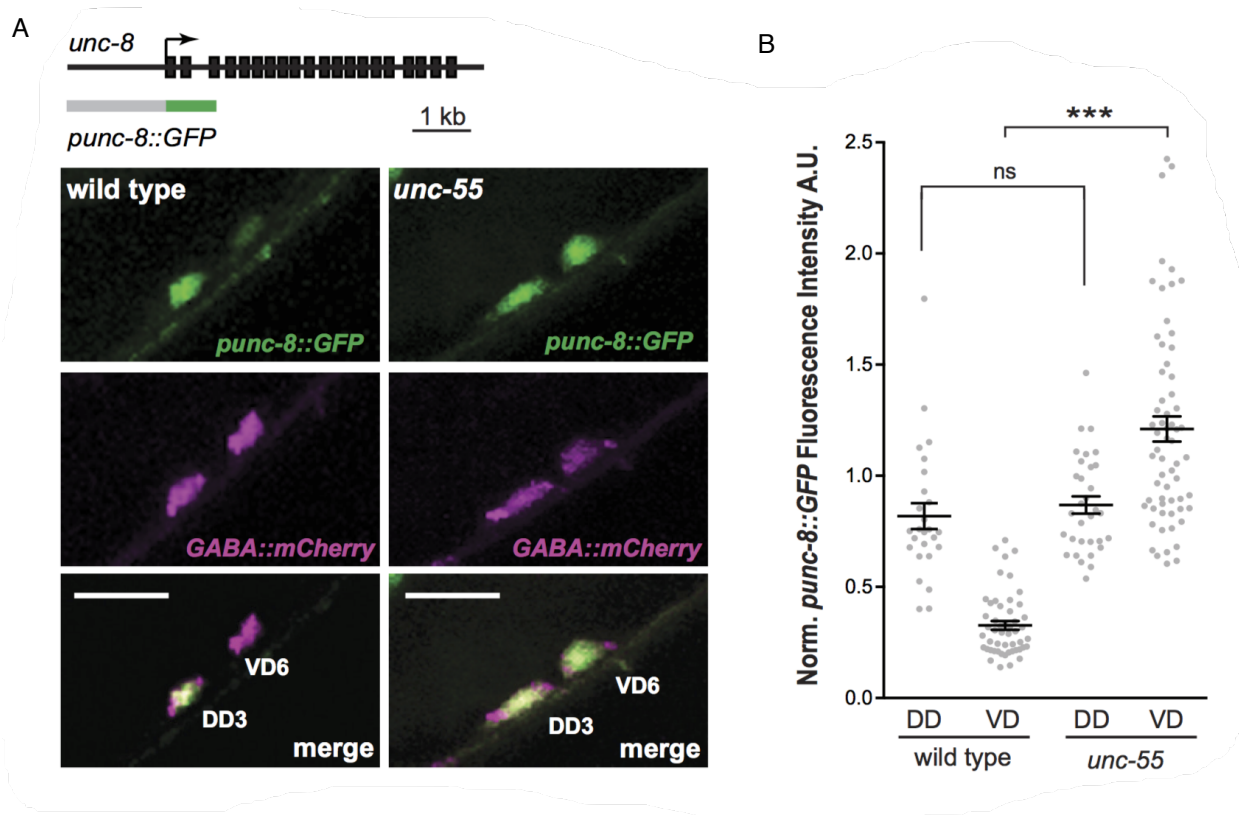 A
unc-8
1 kb
punc-8::GFP
wild type
punc-8::GFP
unc-55
punc-8::GFP
GABA::mCherry
GABA::mCherry
VD6
DD3
merge
VD6
DD3
merge
B
***
ns
Norm. punc-8::GFP Fluorescence Intensity A.U.
2.5
2.0
1.5
1.0
0.5
0.0
DD VD DD VD
wild type unc-55